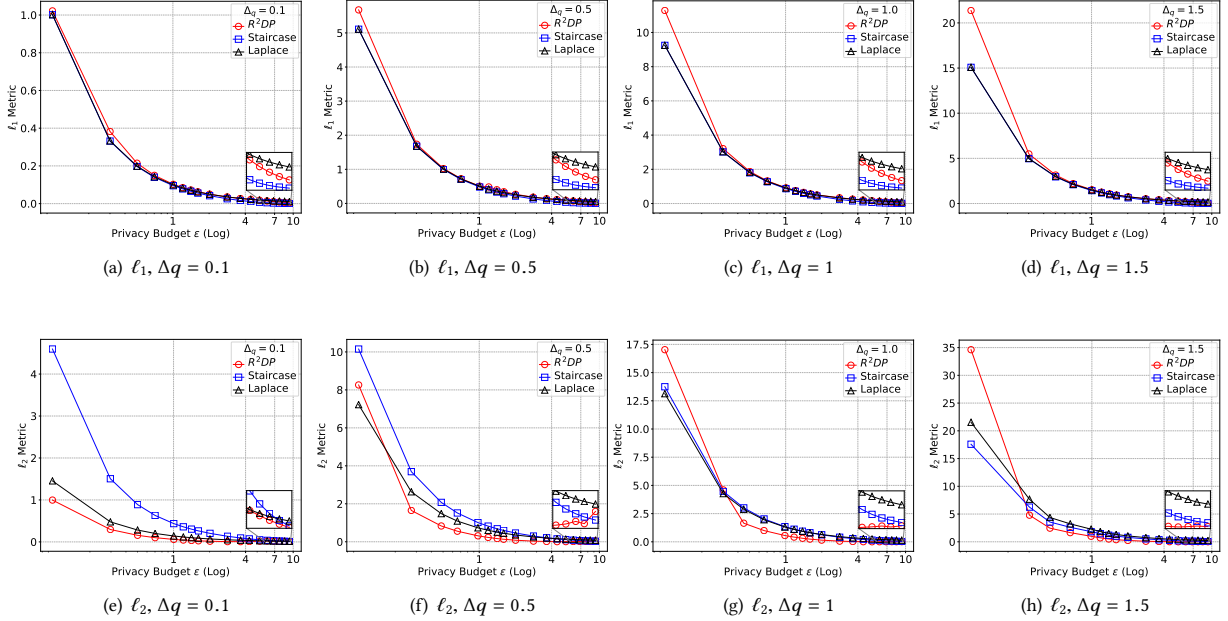 Δq = 0.1
R²DP
Staircase
Laplace
ℓ1 Metric
1.0
0.8
0.6
0.4
0.2
0.0
1 4 7 10
Privacy Budget ε (Log)
(a) ℓ1, Δq = 0.1
Δq = 0.5
R²DP
Staircase
Laplace
ℓ1 Metric
5
4
3
2
1
0
1 4 7 10
Privacy Budget ε (Log)
(b) ℓ1, Δq = 0.5
Δq = 1.0
R²DP
Staircase
Laplace
ℓ1 Metric
10
8
6
4
2
0
1 4 7 10
Privacy Budget ε (Log)
(c) ℓ1, Δq = 1
Δq = 1.5
R²DP
Staircase
Laplace
ℓ1 Metric
20
15
10
5
0
1 4 7 10
Privacy Budget ε (Log)
(d) ℓ1, Δq = 1.5
Δq = 0.1
R²DP
Staircase
Laplace
ℓ2 Metric
4
3
2
1
0
1 4 7 10
Privacy Budget ε (Log)
(e) ℓ2, Δq = 0.1
Δq = 0.5
R²DP
Staircase
Laplace
ℓ2 Metric
10
8
6
4
2
0
1 4 7 10
Privacy Budget ε (Log)
(f) ℓ2, Δq = 0.5
Δq = 1.0
R²DP
Staircase
Laplace
ℓ2 Metric
17.5
15.0
12.5
10.0
7.5
5.0
2.5
0.0
1 4 7 10
Privacy Budget ε (Log)
(g) ℓ2, Δq = 1
Δq = 1.5
R²DP
Staircase
Laplace
ℓ2 Metric
35
30
25
20
15
10
5
0
1 4 7 10
Privacy Budget ε (Log)
(h) ℓ2, Δq = 1.5